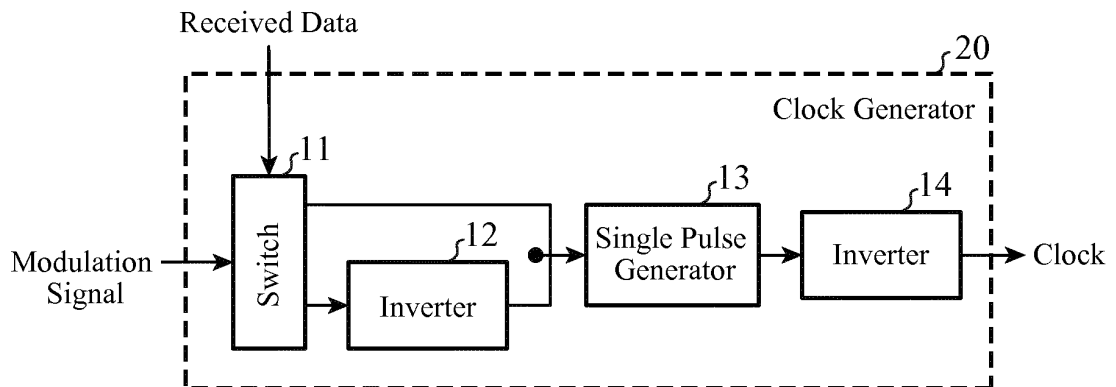 Received Data
20
Clock Generator
11
13
14
12
Modulation
Signal
Switch
Inverter
Single Pulse
Generator
Inverter
Clock